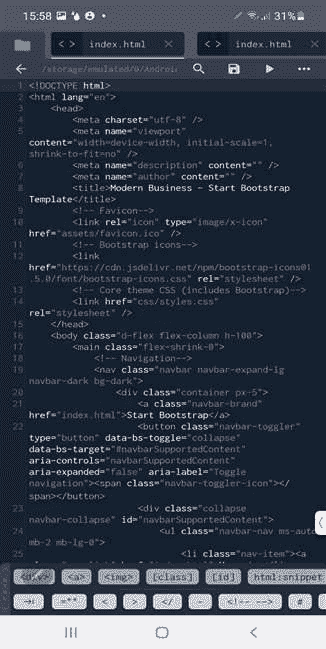 15:58 31%
< > index.html × < > index.html
/storage/emulated/0/Android
1 <!DOCTYPE html>
2 <html lang="en">
3 <head>
4 <meta charset="utf-8" />
5 <meta name="viewport"
content="width=device-width, initial-scale=1,
shrink-to-fit=no" />
6 <meta name="description" content="" />
7 <meta name="author" content="" />
8 <title>Modern Business - Start Bootstrap
Template</title>
9 <!-- Favicon-->
10 <link rel="icon" type="image/x-icon"
href="assets/favicon.ico" />
11 <!-- Bootstrap icons-->
12 <link
href="https://cdn.jsdelivr.net/npm/bootstrap-icons@1
.5.0/font/bootstrap-icons.css" rel="stylesheet" />
13 <!-- Core theme CSS (includes Bootstrap)-->
14 <link href="css/styles.css"
rel="stylesheet" />
15 </head>
16 <body class="d-flex flex-column h-100">
17 <main class="flex-shrink-0">
18 <!-- Navigation-->
19 <nav class="navbar navbar-expand-lg
navbar-dark bg-dark">
20 <div class="container px-5">
21 <a class="navbar-brand"
href="index.html">Start Bootstrap</a>
22 <button class="navbar-toggler"
type="button" data-bs-toggle="collapse"
data-bs-target="#navbarSupportedContent"
aria-controls="navbarSupportedContent"
aria-expanded="false" aria-label="Toggle
navigation"><span class="navbar-toggler-icon"></
span></button>
23 <div class="collapse
navbar-collapse" id="navbarSupportedContent">
24 <ul class="navbar-nav ms-auto
mb-2 mb-lg-0">
25 <li class="nav-item"><a
<div> <a> <img> [class] [id] html:snippet
=”” < > </ - <!-- --> #